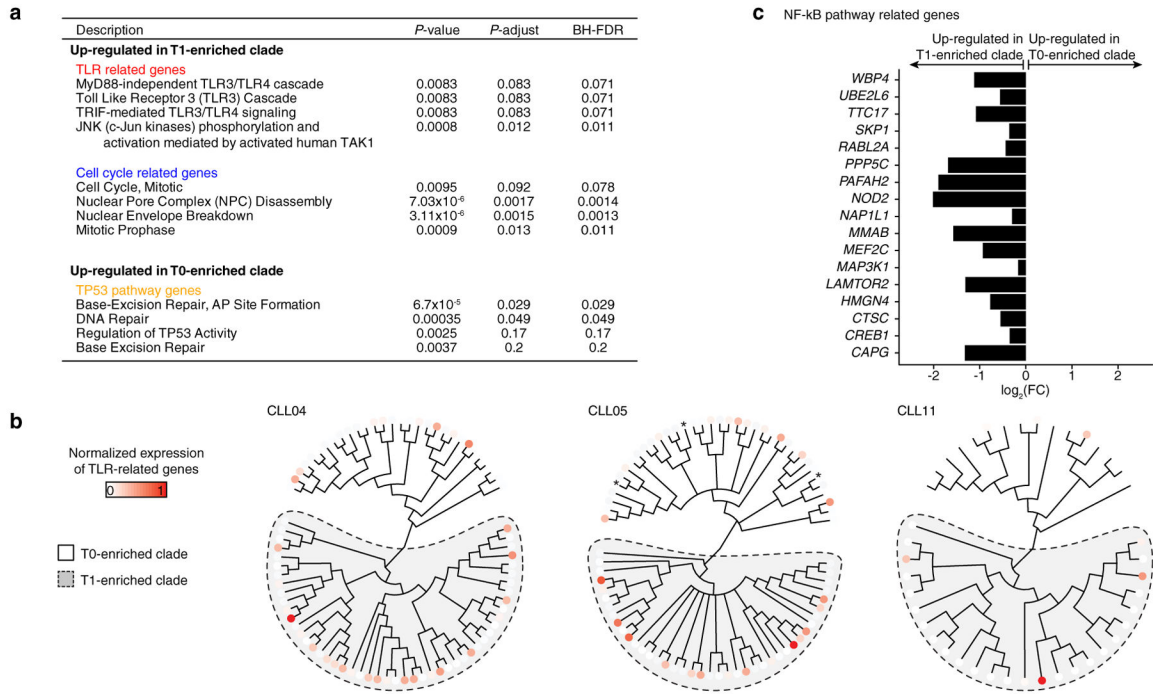 a
Description P-value P-adjust BH-FDR
Up-regulated in T1-enriched clade
TLR related genes
MyD88-independent TLR3/TLR4 cascade 0.0083 0.083 0.071
Toll Like Receptor 3 (TLR3) Cascade 0.0083 0.083 0.071
TRIF-mediated TLR3/TLR4 signaling 0.0083 0.083 0.071
JNK (c-Jun kinases) phosphorylation and 0.0008 0.012 0.011
activation mediated by activated human TAK1
Cell cycle related genes
Cell Cycle, Mitotic 0.0095 0.092 0.078
Nuclear Pore Complex (NPC) Disassembly 7.03x10⁻⁶ 0.0017 0.0014
Nuclear Envelope Breakdown 3.11x10⁻⁶ 0.0015 0.0013
Mitotic Prophase 0.0009 0.013 0.011
Up-regulated in T0-enriched clade
TP53 pathway genes
Base-Excision Repair, AP Site Formation 6.7x10⁻⁵ 0.029 0.029
DNA Repair 0.00035 0.049 0.049
Regulation of TP53 Activity 0.0025 0.17 0.17
Base Excision Repair 0.0037 0.2 0.2
c NF-kB pathway related genes
Up-regulated in Up-regulated in
T1-enriched clade T0-enriched clade
WBP4
UBE2L6
TTC17
SKP1
RABL2A
PPP5C
PAFAH2
NOD2
NAP1L1
MMAB
MEF2C
MAP3K1
LAMTOR2
HMGN4
CTSC
CREB1
CAPG
-2 -1 0 1 2
log₂(FC)
b
CLL04 CLL05 CLL11
Normalized expression
of TLR-related genes
0 1
T0-enriched clade
T1-enriched clade
*
*
*